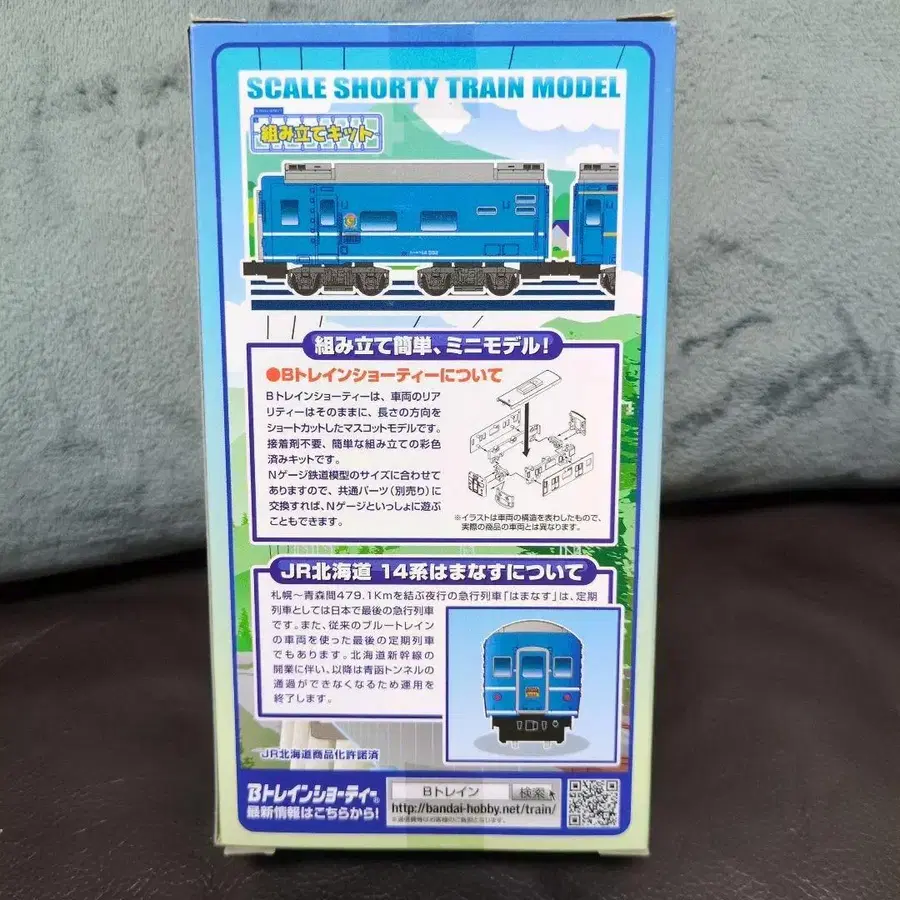 SCALE SHORTY TRAIN MODEL
組み立てキット
組み立て簡単、ミニモデル!
●Bトレインショーティーについて
Bトレインショーティーは、車両のリア
リティーはそのままに、長さの方向を
ショートカットしたマスコットモデルです。
接着剤不要、簡単な組み立ての彩色
済みキットです。
Nゲージ鉄道模型のサイズに合わせて
ありますので、共通パーツ(別売り)に
交換すれば、Nゲージといっしょに遊ぶ
こともできます。
※イラストは車両の構造を表わしたもので、
実際の商品の車両とは異なります。
JR北海道 14系はまなすについて
札幌〜青森間479.1Kmを結ぶ夜行の急行列車「はまなす」は、定期
列車としては日本で最後の急行列車
です。また、従来のブルートレイン
の車両を使った最後の定期列車
でもあります。北海道新幹線の
開業に伴い、以降は青函トンネルの
通過ができなくなるため運用を
終了します。
JR北海道商品化許諾済
Bトレインショーティー
最新情報はこちらから!
Bトレイン 検索
http://bandai-hobby.net/train/
※通信費等はお客様のご負担となります。